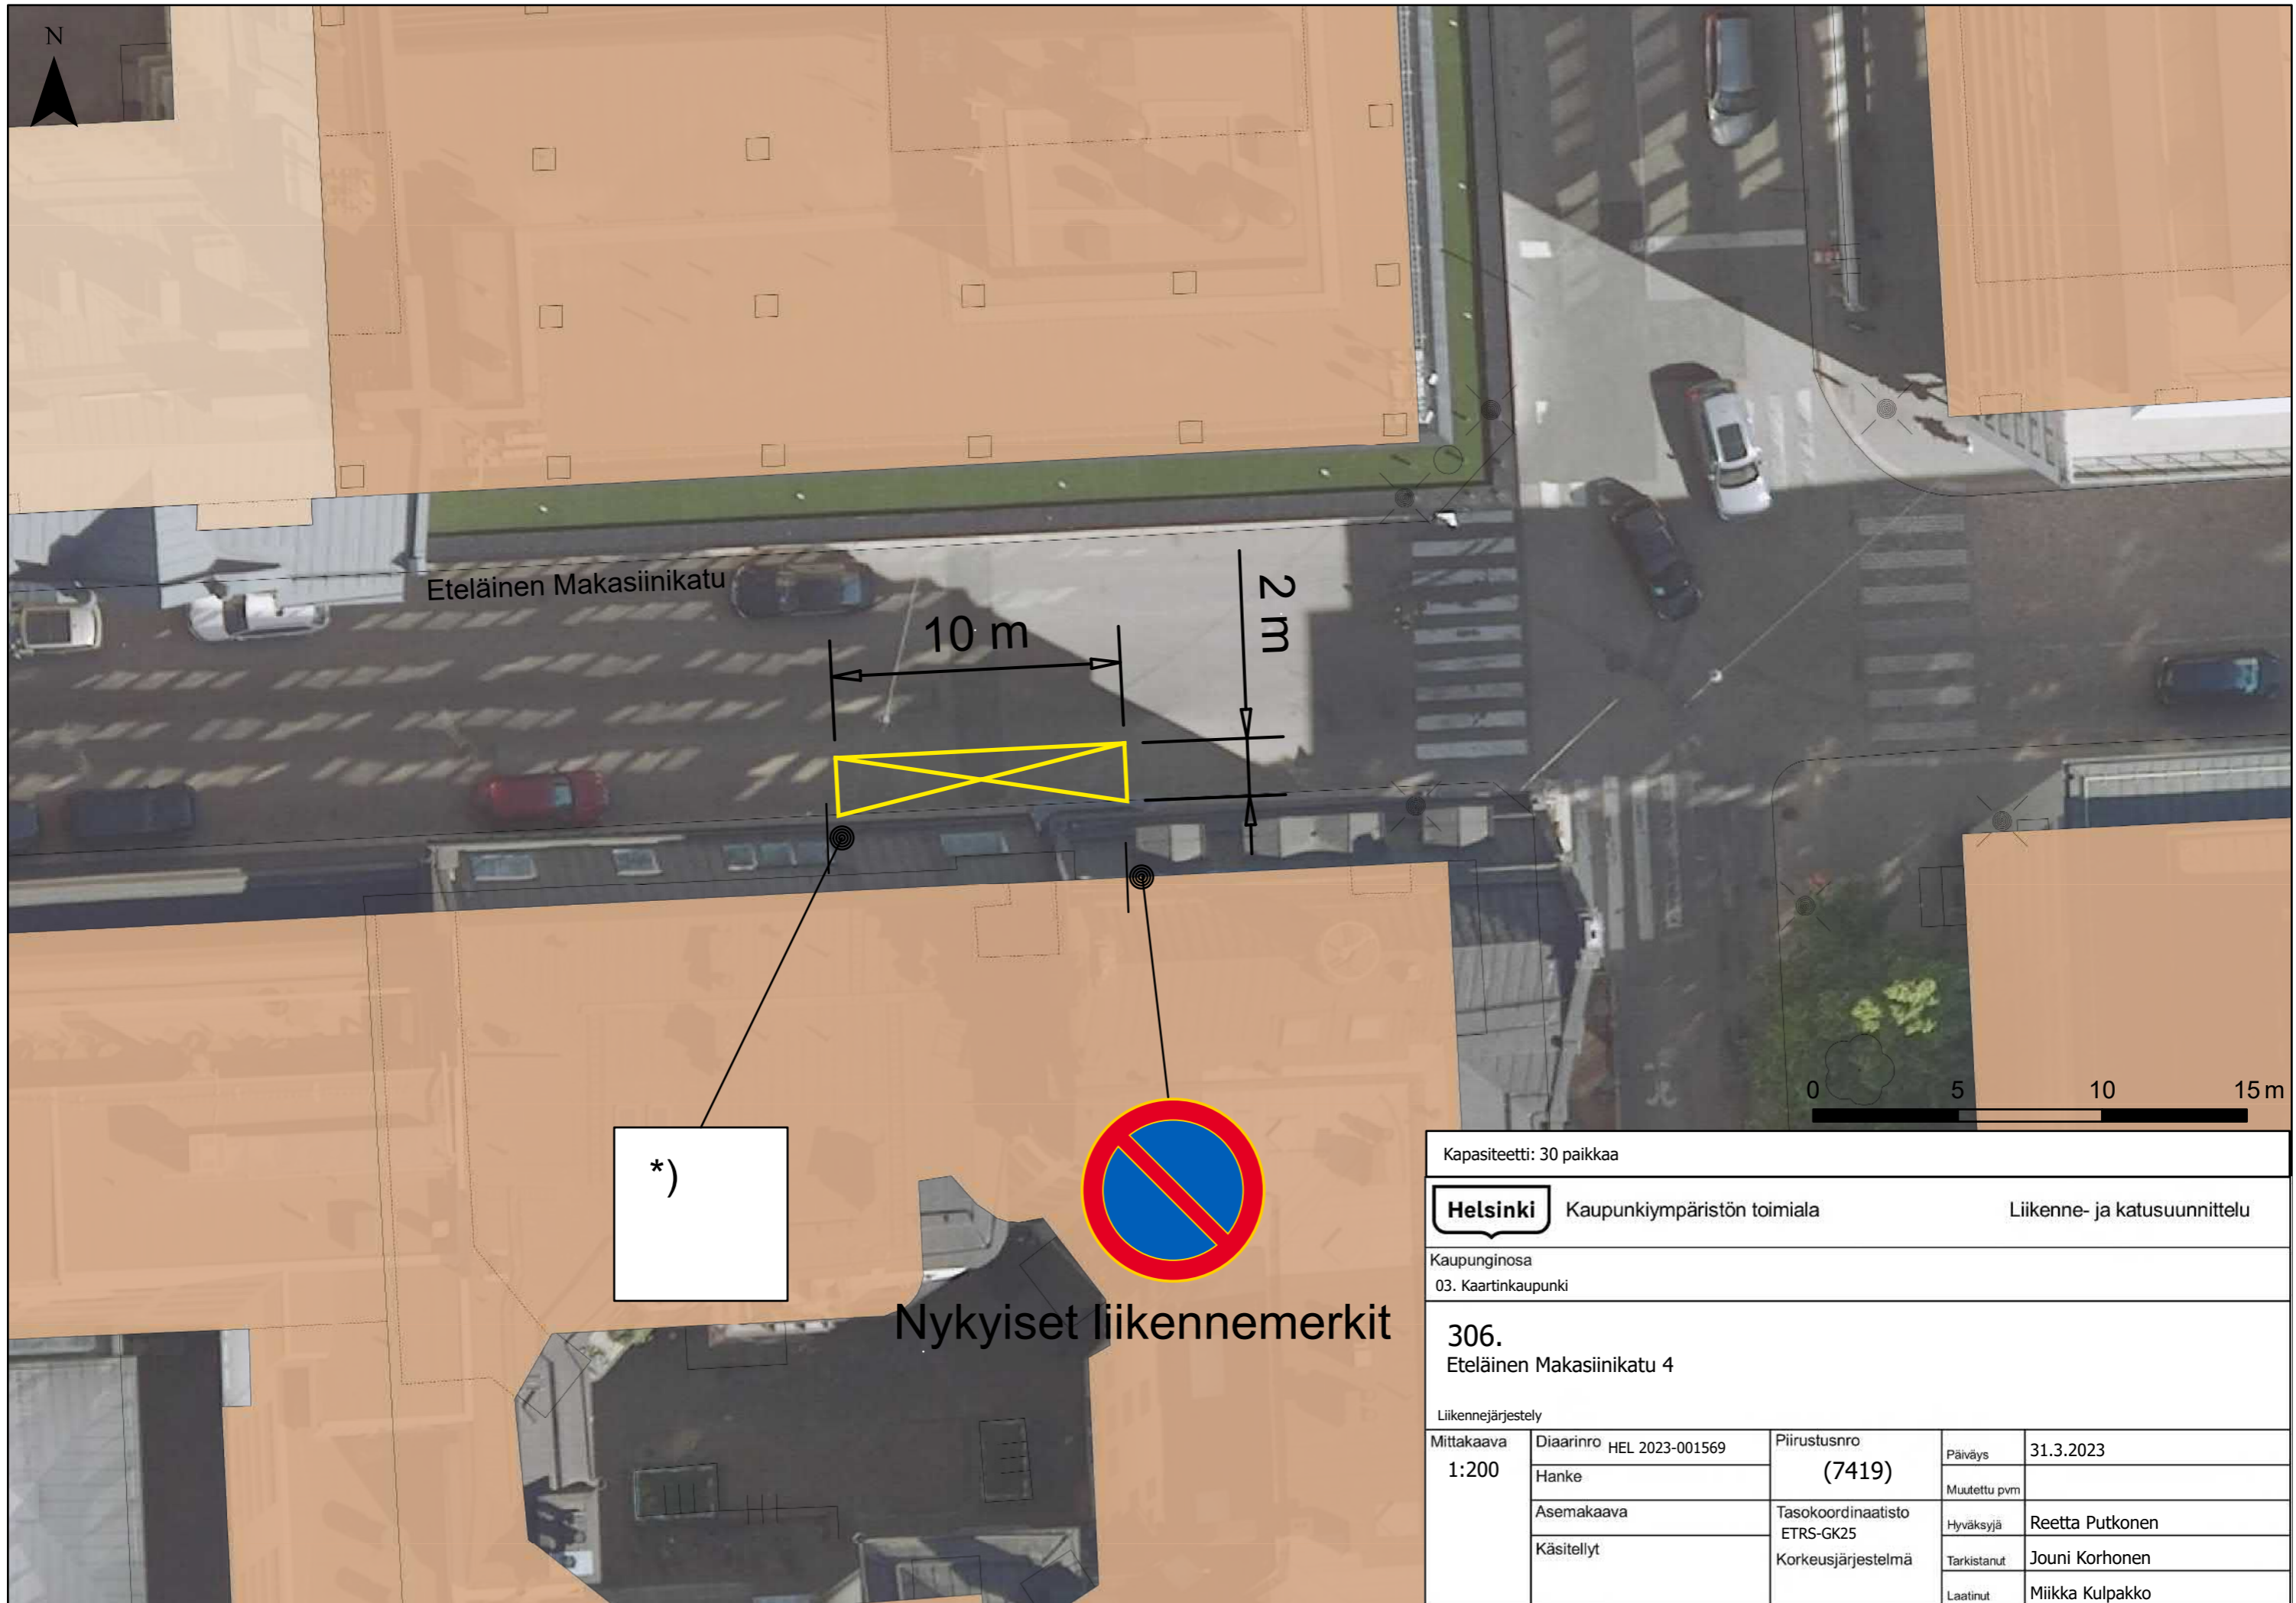 N
Eteläinen Makasiinikatu
10 m
2 m
*)
Nykyiset liikennemerkit
0 5 10 15 m
Kapasiteetti: 30 paikkaa
Helsinki Kaupunkiympäristön toimiala Liikenne- ja katusuunnittelu
Kaupunginosa
03. Kaartinkaupunki
306.
Eteläinen Makasiinikatu 4
Liikennejärjestely
Mittakaava
1:200
Diaarinro HEL 2023-001569
Hanke
Asemakaava
Käsitellyt
Piirustusnro
(7419)
Tasokoordinaatisto
ETRS-GK25
Korkeusjärjestelmä
Päiväys 31.3.2023
Muutettu pvm
Hyväksyjä Reetta Putkonen
Tarkistanut Jouni Korhonen
Laatinut Miikka Kulpakko